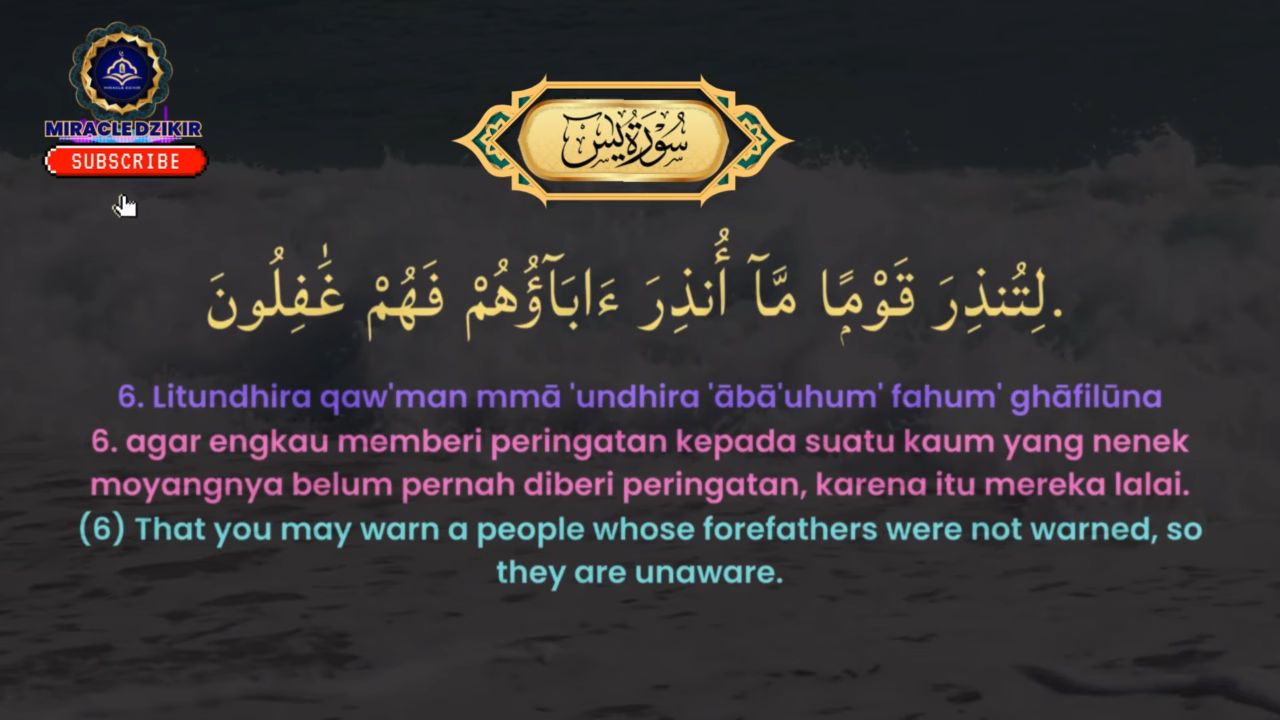 MIRACLE DZIKIR
SUBSCRIBE
سُورَةُ يسٓ
.لِتُنذِرَ قَوْمًۭا مَّآ أُنذِرَ ءَابَآؤُهُمْ فَهُمْ غَٰفِلُونَ
6. Litundhira qaw'man mmā 'undhira 'ābā'uhum' fahum' ghāfilūna
6. agar engkau memberi peringatan kepada suatu kaum yang nenek
moyangnya belum pernah diberi peringatan, karena itu mereka lalai.
(6) That you may warn a people whose forefathers were not warned, so
they are unaware.